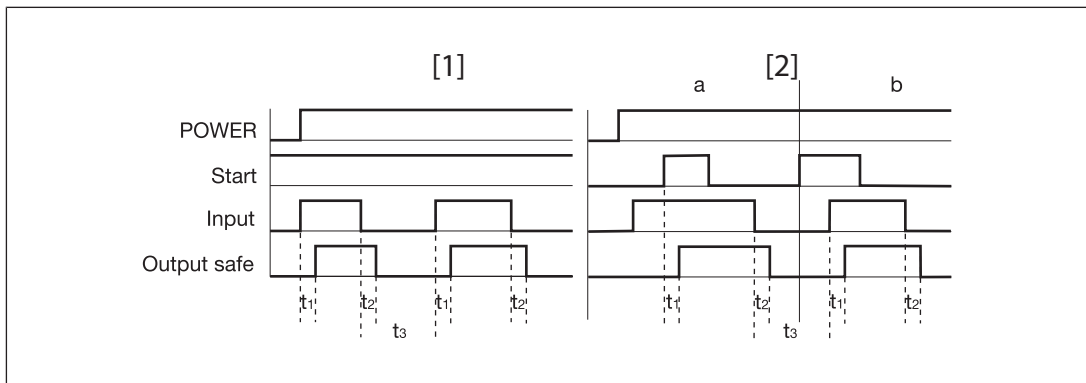 [1] [2]
a b
POWER
Start
Input
Output safe
t1 t2 t1 t2 t1 t2 t1 t2
t3 t3